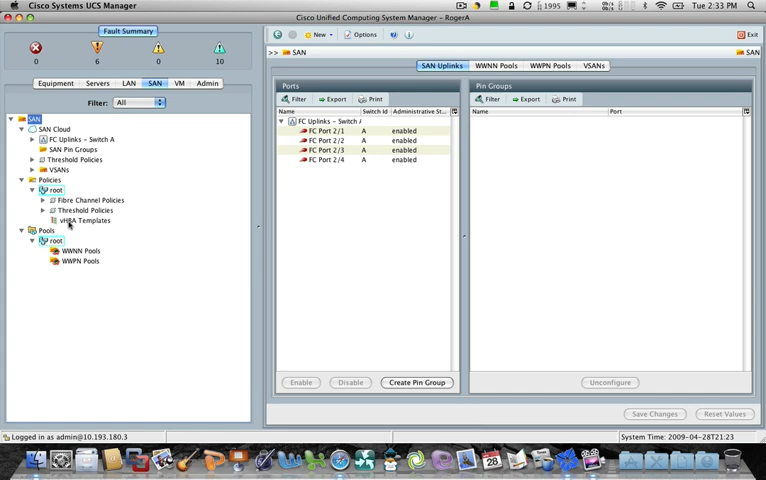 Cisco Systems UCS Manager
1995
Tue 2:33 PM
Cisco Unified Computing System Manager - RogerA
Fault Summary
0 6 0 10
New Options Exit
>> SAN SAN
Equipment Servers LAN SAN VM Admin
SAN Uplinks WWNN Pools WWPN Pools VSANs
Filter: All
Ports
Pin Groups
Filter Export Print
Filter Export Print
Name Switch Id Administrative St...
Name Port
SAN
SAN Cloud
FC Uplinks - Switch A
SAN Pin Groups
Threshold Policies
VSANs
Policies
root
Fibre Channel Policies
Threshold Policies
vHBA Templates
Pools
root
WWNN Pools
WWPN Pools
FC Uplinks - Switch A
FC Port 2/1 A enabled
FC Port 2/2 A enabled
FC Port 2/3 A enabled
FC Port 2/4 A enabled
Enable Disable Create Pin Group
Unconfigure
Save Changes Reset Values
Logged in as admin@10.193.180.3
System Time: 2009-04-28T21:23
28